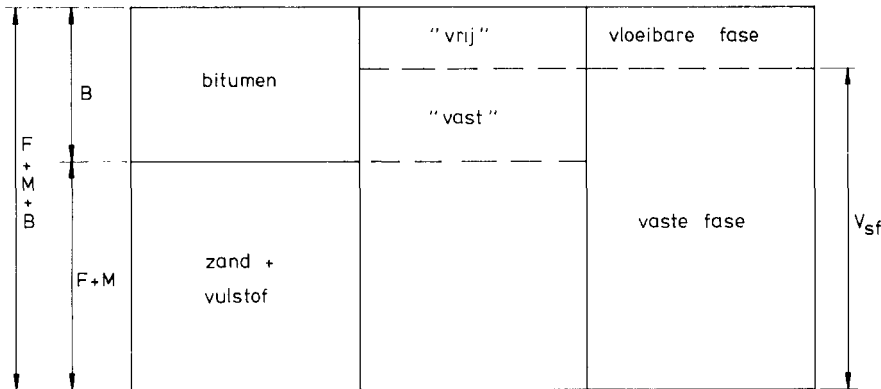 "vrij"
vloeibare fase
bitumen
B
"vast"
F
+
M
+
B
vaste fase
V_sf
zand +
F+M
vulstof